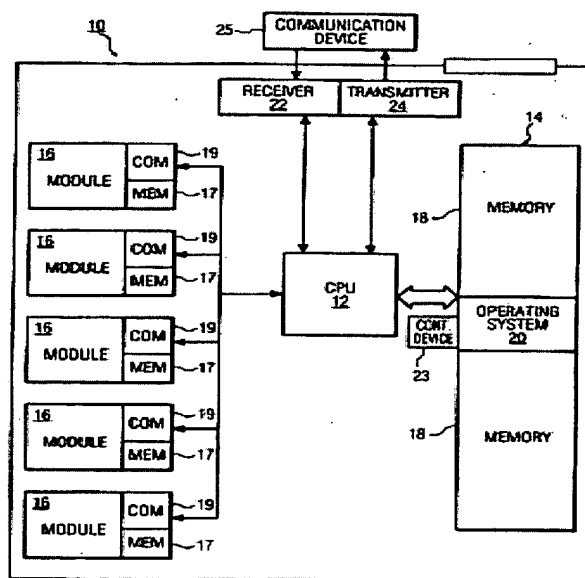 10
25
COMMUNICATION
DEVICE
RECEIVER
22
TRANSMITTER
24
14
16
MODULE
COM
MEM
19
17
16
MODULE
COM
MEM
19
17
16
MODULE
COM
MEM
19
17
16
MODULE
COM
MEM
19
17
16
MODULE
COM
MEM
19
17
CPU
12
18
MEMORY
OPERATING
SYSTEM
20
CONT.
DEVICE
23
18
MEMORY